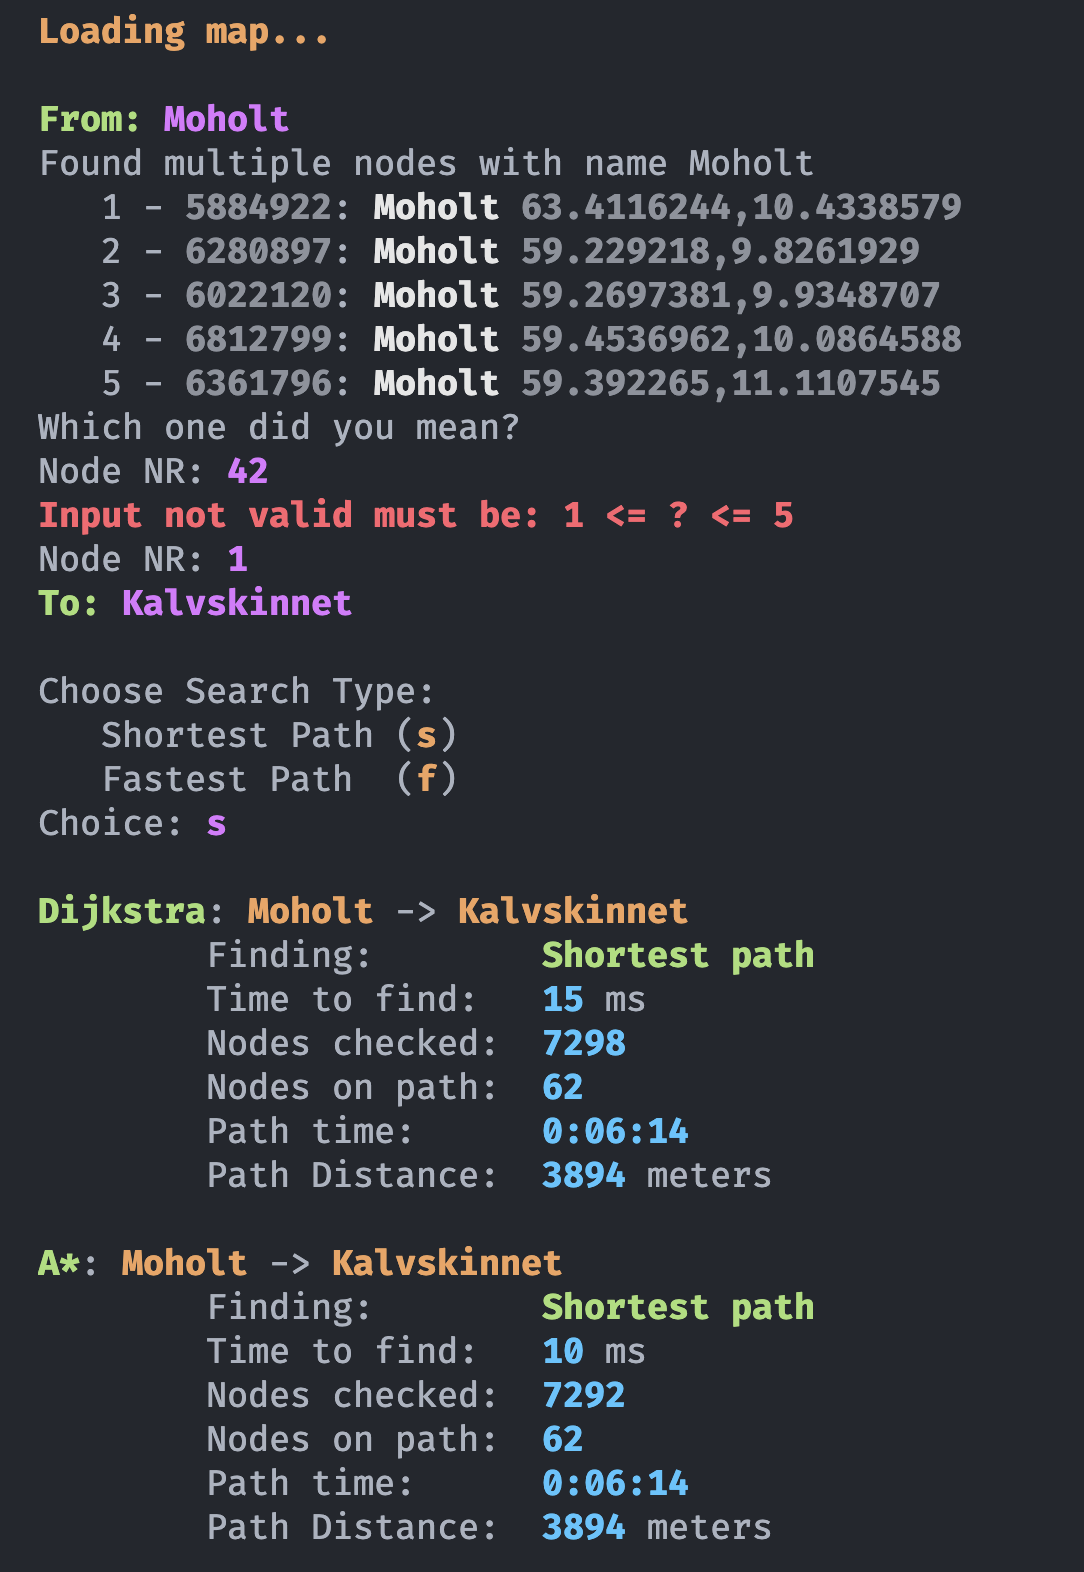 Loading map...
From: Moholt
Found multiple nodes with name Moholt
1 - 5884922: Moholt 63.4116244,10.4338579
2 - 6280897: Moholt 59.229218,9.8261929
3 - 6022120: Moholt 59.2697381,9.9348707
4 - 6812799: Moholt 59.4536962,10.0864588
5 - 6361796: Moholt 59.392265,11.1107545
Which one did you mean?
Node NR: 42
Input not valid must be: 1 <= ? <= 5
Node NR: 1
To: Kalvskinnet
Choose Search Type:
Shortest Path (s)
Fastest Path  (f)
Choice: s
Dijkstra: Moholt -> Kalvskinnet
Finding: Shortest path
Time to find: 15 ms
Nodes checked: 7298
Nodes on path: 62
Path time: 0:06:14
Path Distance: 3894 meters
A*: Moholt -> Kalvskinnet
Finding: Shortest path
Time to find: 10 ms
Nodes checked: 7292
Nodes on path: 62
Path time: 0:06:14
Path Distance: 3894 meters